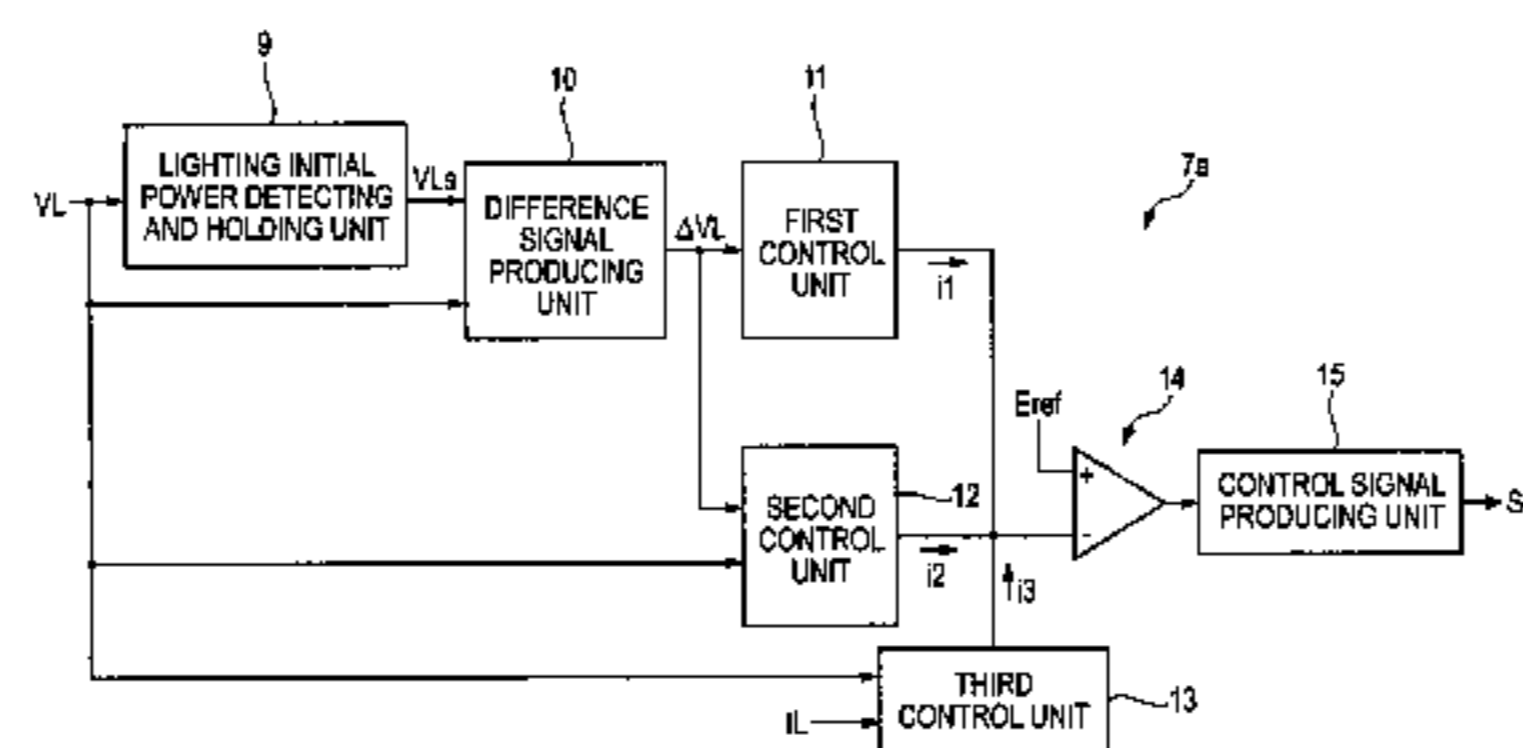 9
10
11
7a
LIGHTING INITIAL
POWER DETECTING
AND HOLDING UNIT
VL
VLs
DIFFERENCE
SIGNAL
PRODUCING
UNIT
ΔVL
FIRST
CONTROL
UNIT
i1
14
15
Eref
+
-
CONTROL SIGNAL
PRODUCING UNIT
S
SECOND
CONTROL
UNIT
12
i2
i3
THIRD
CONTROL UNIT
13
IL